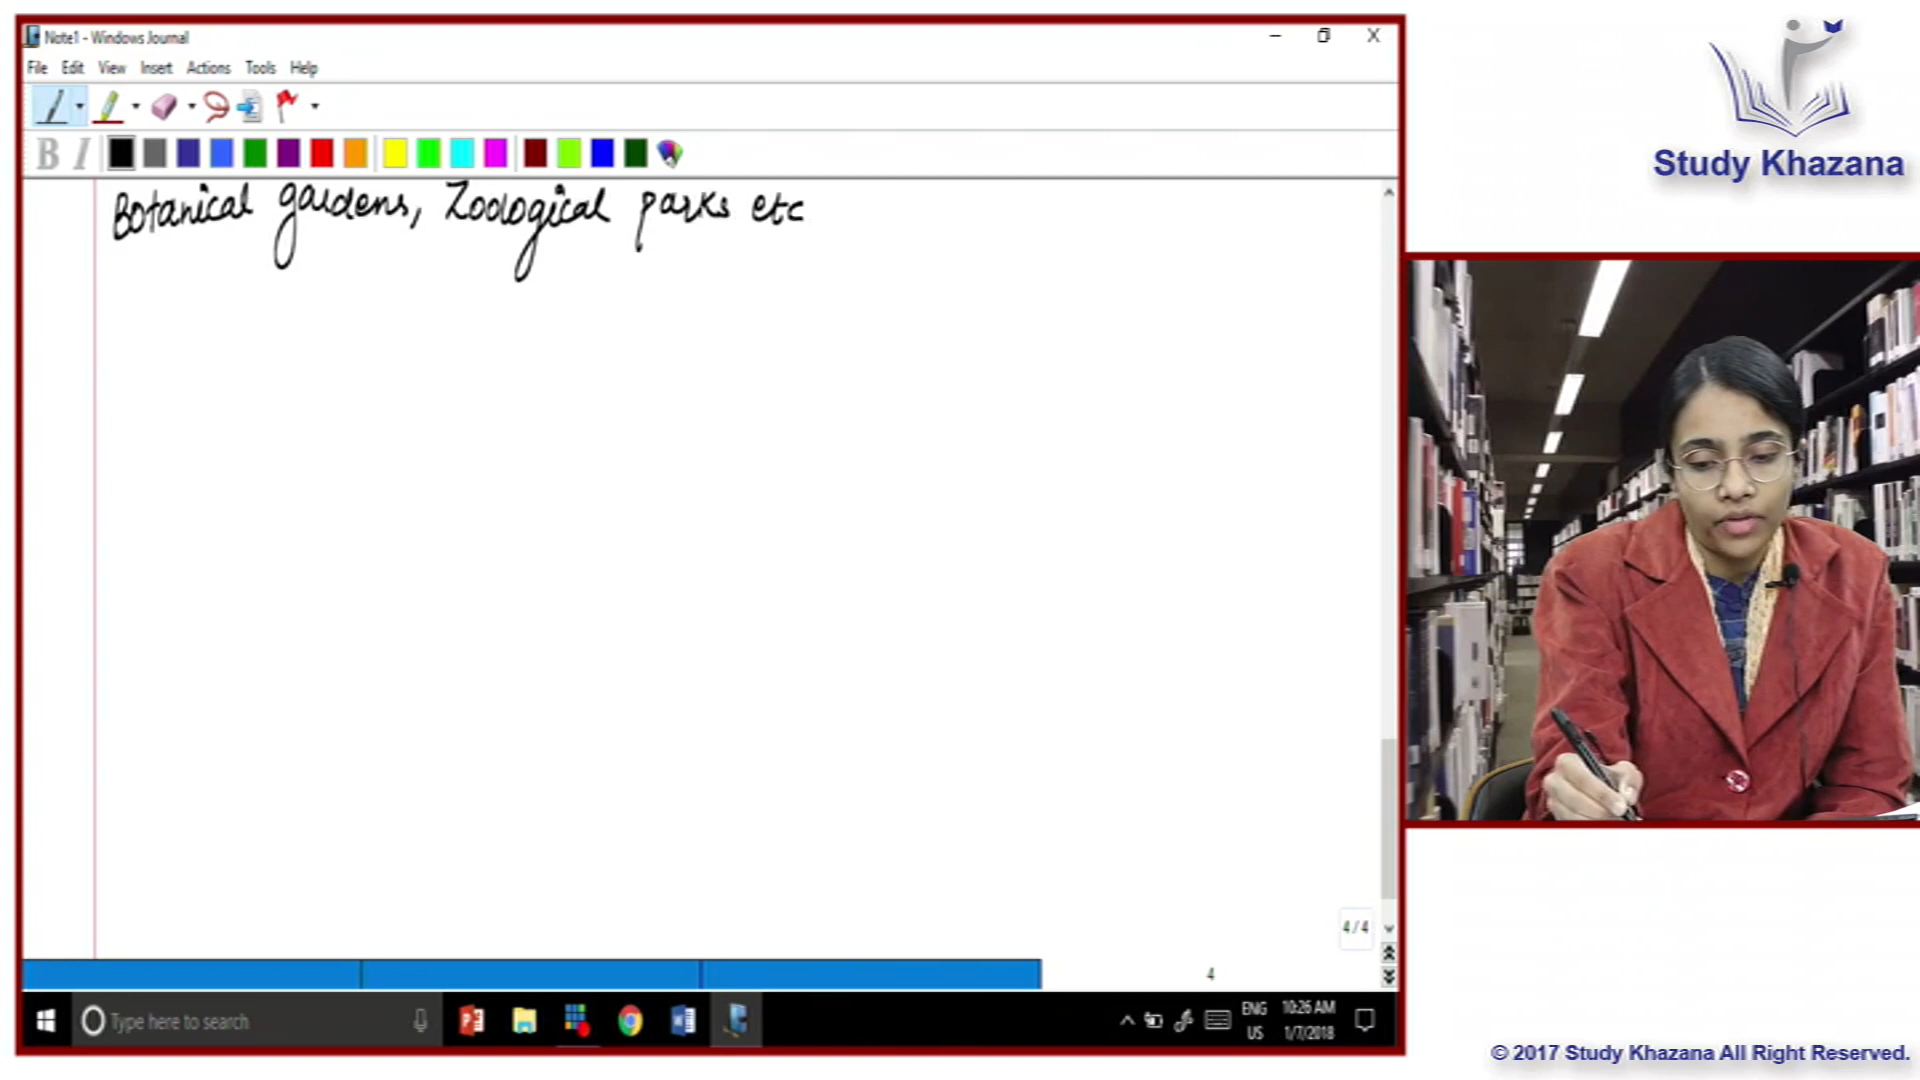 Note1 - Windows Journal
File Edit View Insert Actions Tools Help
B I
Botanical gardens, Zoological parks etc
4 / 4
4
Type here to search
ENG
US
10:26 AM
1/7/2018
Study Khazana
© 2017 Study Khazana All Right Reserved.